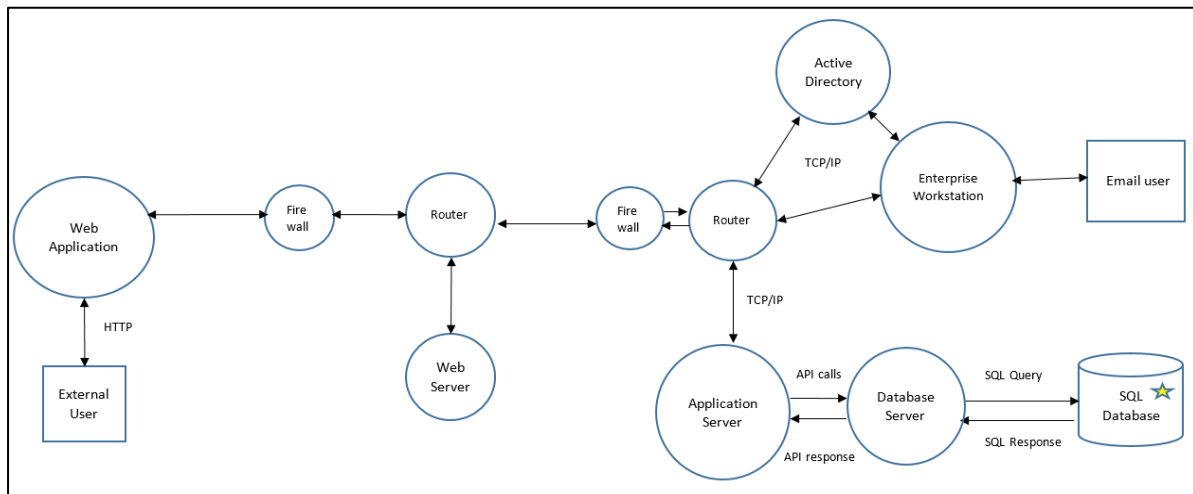 Active
Directory
TCP/IP
Enterprise
Workstation
Email user
Web
Application
Fire
wall
Router
Fire
wall
Router
HTTP
External
User
Web
Server
TCP/IP
Application
Server
API calls
API response
Database
Server
SQL Query
SQL Response
SQL
Database